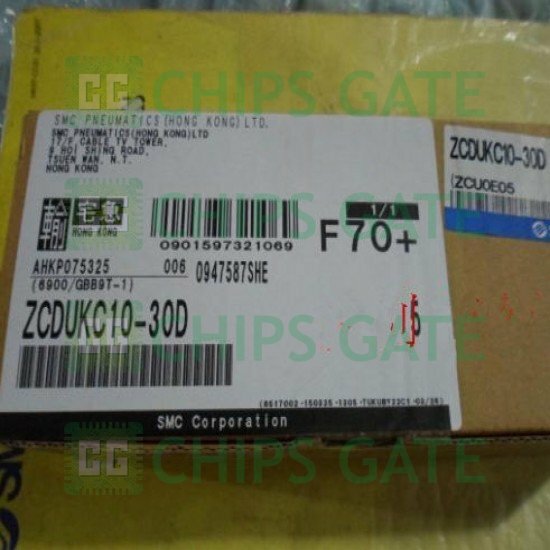 CHIPS GATE
SMC PNEUMATICS(HONG KONG)LTD.
SMC PNEUMATICS(HONG KONG)LTD
17/F.CABLE TV TOWER,
9 HOI SHING ROAD,
TSUEN WAN, N.T.
HONG KONG
ZCDUKC10-30D
(ZCU0E05
輸 宅急
HONG KONG
0901597321069
1/1
F70+
AHKP075325 006 0947587SHE
(6900/GBB9T-1)
ZCDUKC10-30D
15
CHIPS GATE
SMC Corporation
CHIPS GATE